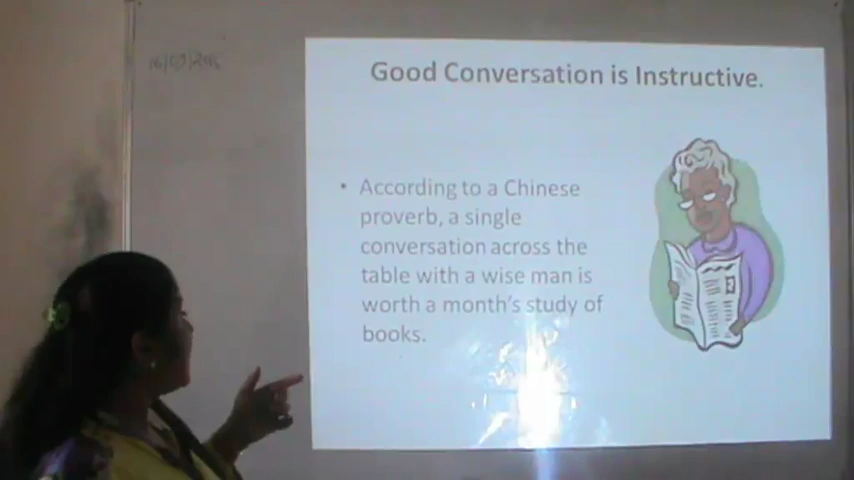 Good Conversation is Instructive.
• According to a Chinese
proverb, a single
conversation across the
table with a wise man is
worth a month's study of
books.